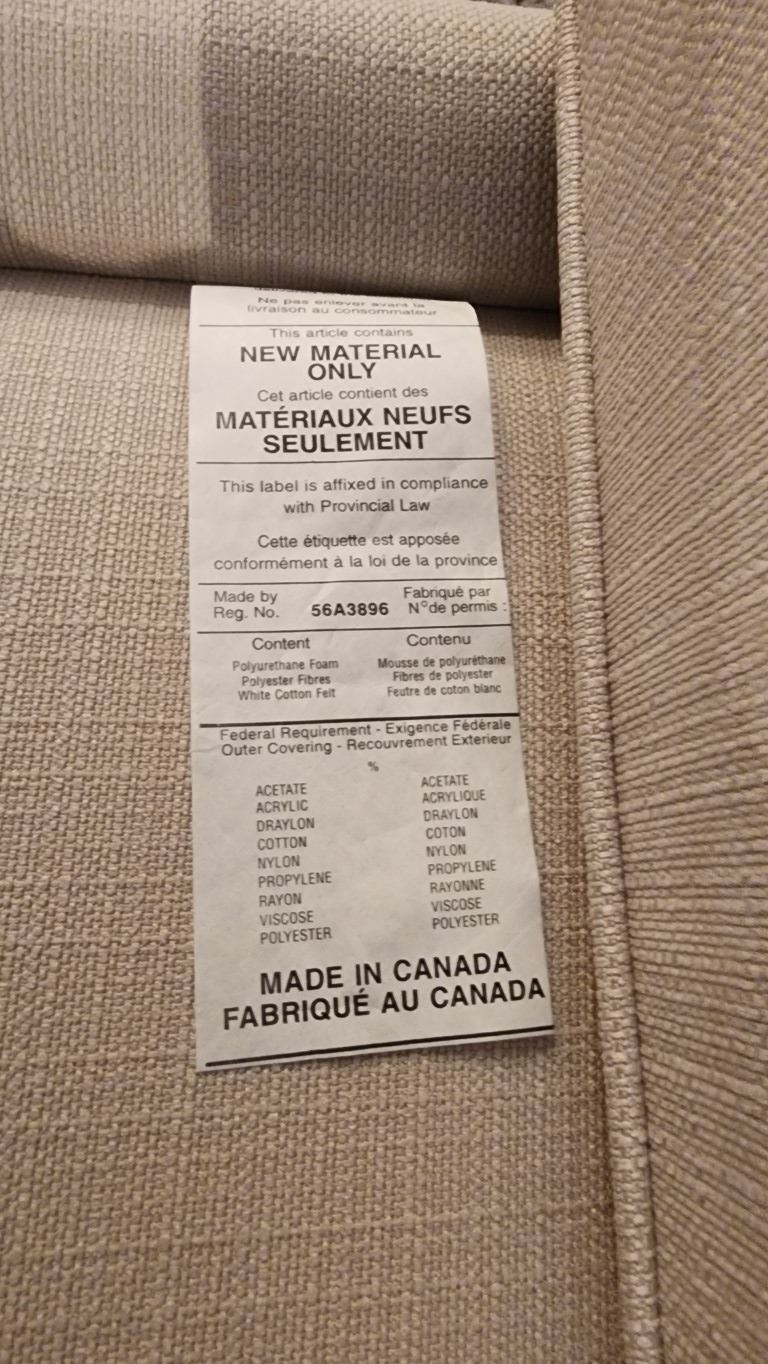 Ne pas enlever avant la
livraison au consommateur
This article contains
NEW MATERIAL
ONLY
Cet article contient des
MATÉRIAUX NEUFS
SEULEMENT
This label is affixed in compliance
with Provincial Law
Cette étiquette est apposée
conformément à la loi de la province
Made by Fabriqué par
Reg. No. 56A3896 N° de permis :
Content Contenu
Polyurethane Foam Mousse de polyuréthane
Polyester Fibres Fibres de polyester
White Cotton Felt Feutre de coton blanc
Federal Requirement - Exigence Fédérale
Outer Covering - Recouvrement Exterieur
%
ACETATE ACETATE
ACRYLIC ACRYLIQUE
DRAYLON DRAYLON
COTTON COTON
NYLON NYLON
PROPYLENE PROPYLENE
RAYON RAYONNE
VISCOSE VISCOSE
POLYESTER POLYESTER
MADE IN CANADA
FABRIQUÉ AU CANADA